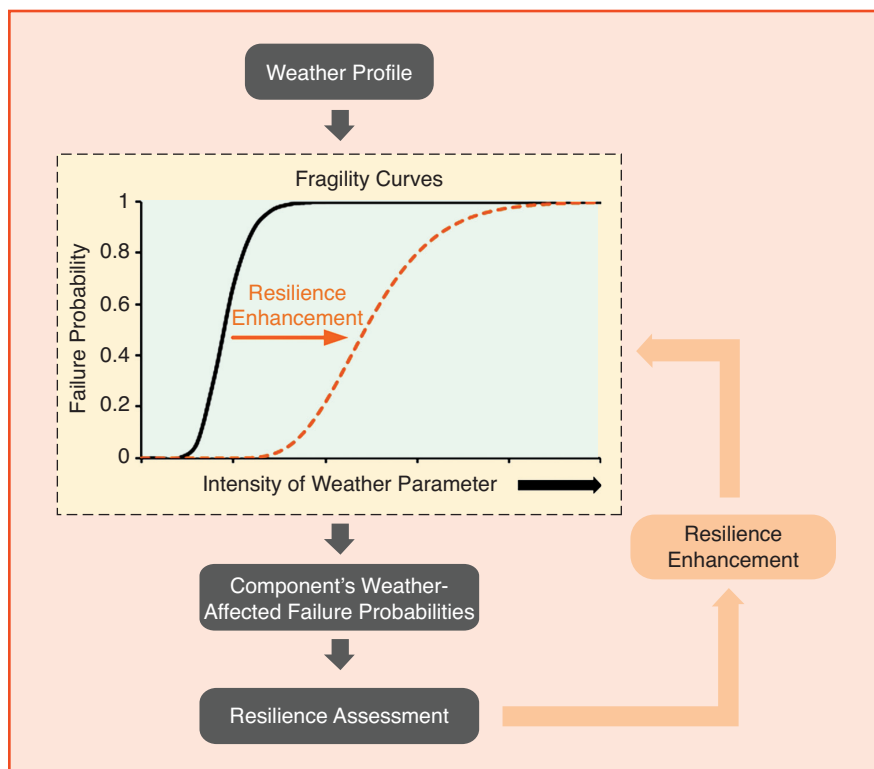 Weather Profile
Fragility Curves
1
0.8
0.6
0.4
0.2
0
Failure Probability
Resilience
Enhancement
Intensity of Weather Parameter
Component's Weather-
Affected Failure Probabilities
Resilience Assessment
Resilience
Enhancement